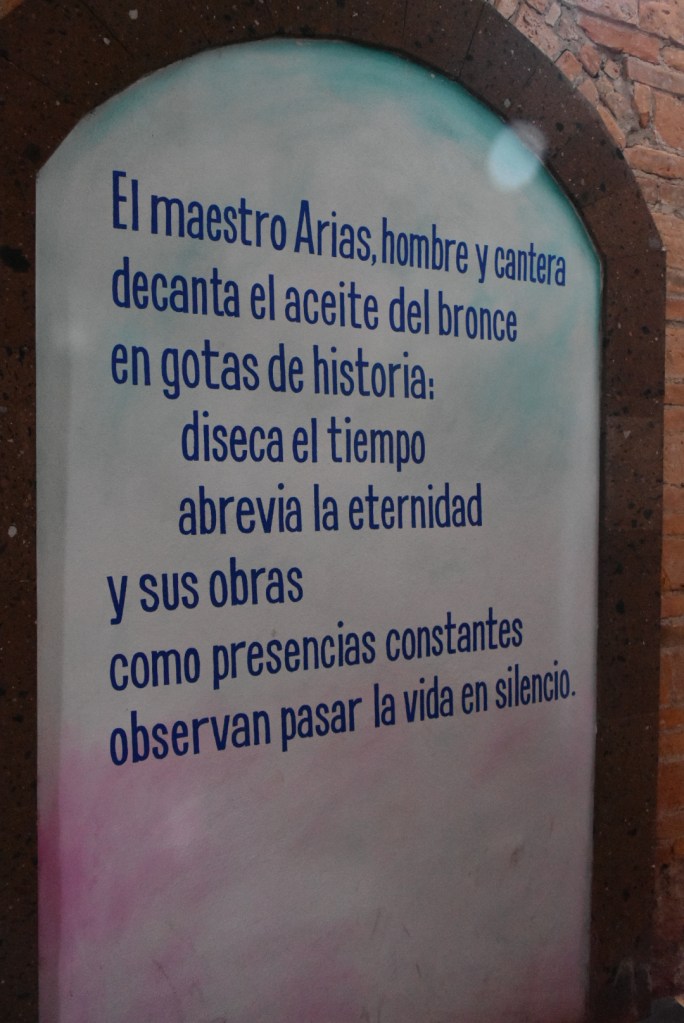 El maestro Arias, hombre y cantera
decanta el aceite del bronce
en gotas de historia:
diseca el tiempo
abrevia la eternidad
y sus obras
como presencias constantes
observan pasar la vida en silencio.